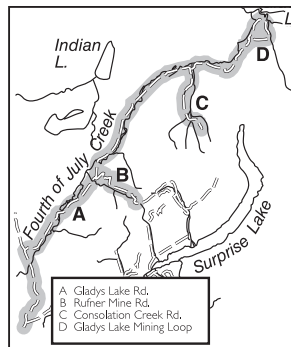 L
Indian
L.
D
C
Fourth of July Creek
B
A
Surprise Lake
A Gladys Lake Rd.
B Rufner Mine Rd.
C Consolation Creek Rd.
D Gladys Lake Mining Loop